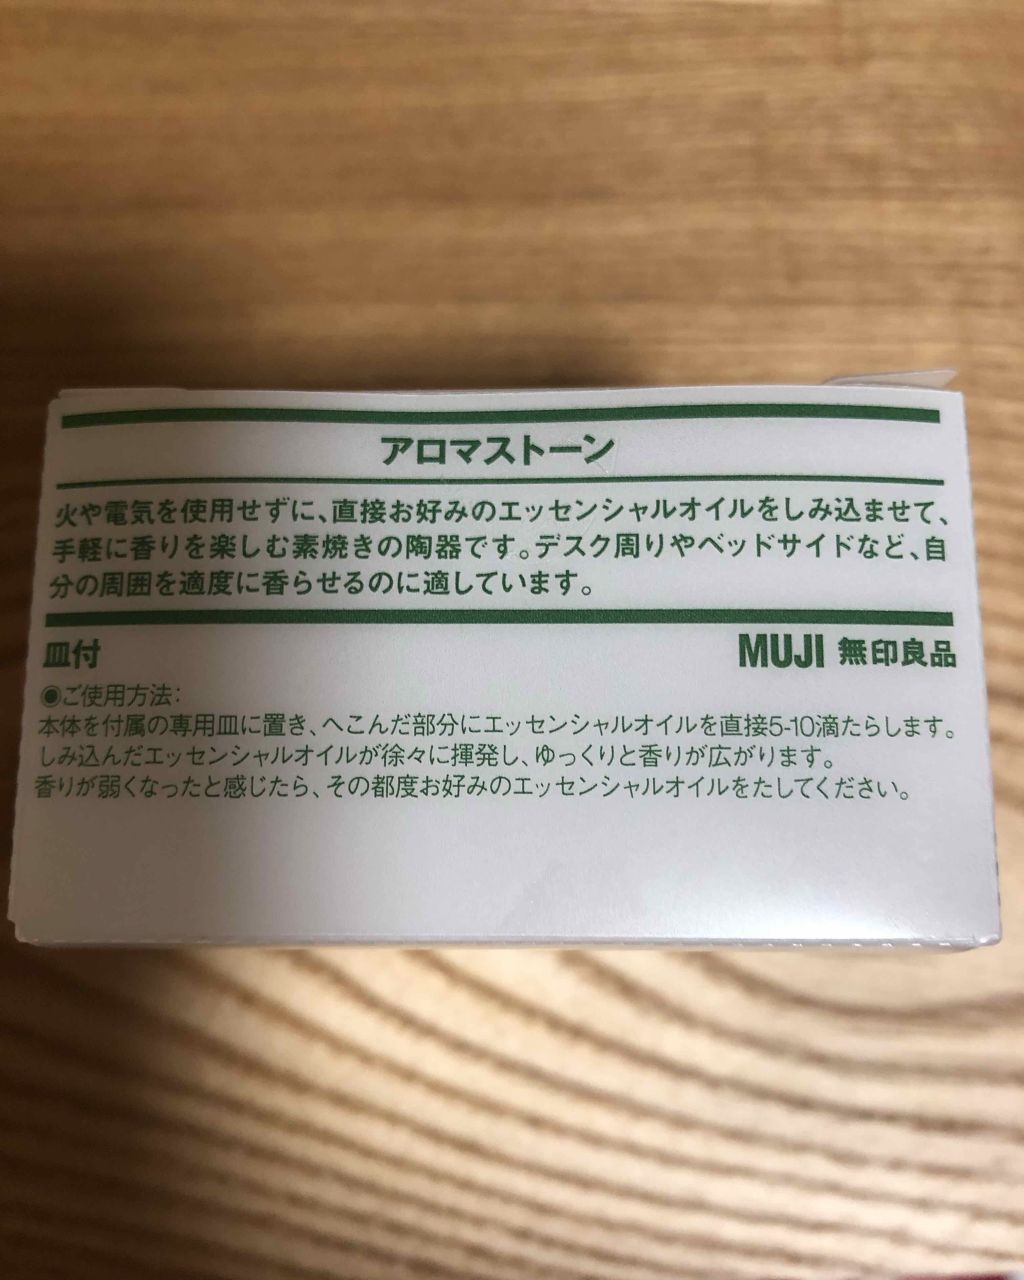 アロマストーン
火や電気を使用せずに、直接お好みのエッセンシャルオイルをしみ込ませて、
手軽に香りを楽しむ素焼きの陶器です。デスク周りやベッドサイドなど、自
分の周囲を適度に香らせるのに適しています。
皿付 MUJI 無印良品
◉ご使用方法:
本体を付属の専用皿に置き、へこんだ部分にエッセンシャルオイルを直接5-10滴たらします。
しみ込んだエッセンシャルオイルが徐々に揮発し、ゆっくりと香りが広がります。
香りが弱くなったと感じたら、その都度お好みのエッセンシャルオイルをたしてください。